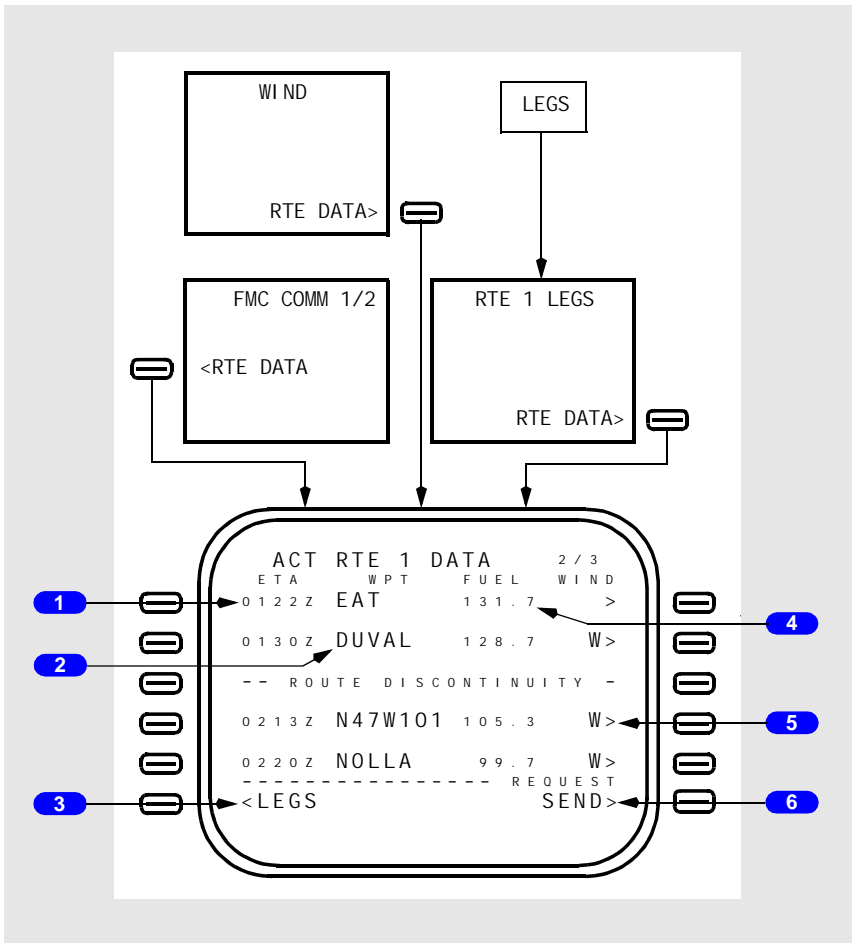 WIND
RTE DATA>
LEGS
FMC COMM 1/2
<RTE DATA
RTE 1 LEGS
RTE DATA>
ACT RTE 1 DATA 2/3
ETA WPT FUEL WIND
1 0122Z EAT 131.7 >
4
0130Z DUVAL 128.7 W>
2
-- ROUTE DISCONTINUITY -
0213Z N47W101 105.3 W> 5
0220Z NOLLA 99.7 W>
---------------- REQUEST
3 <LEGS SEND> 6